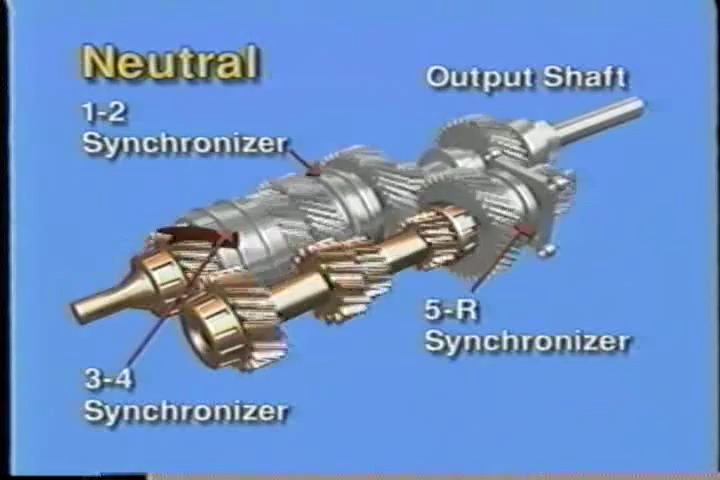 Neutral
Output Shaft
1-2
Synchronizer
5-R
Synchronizer
3-4
Synchronizer